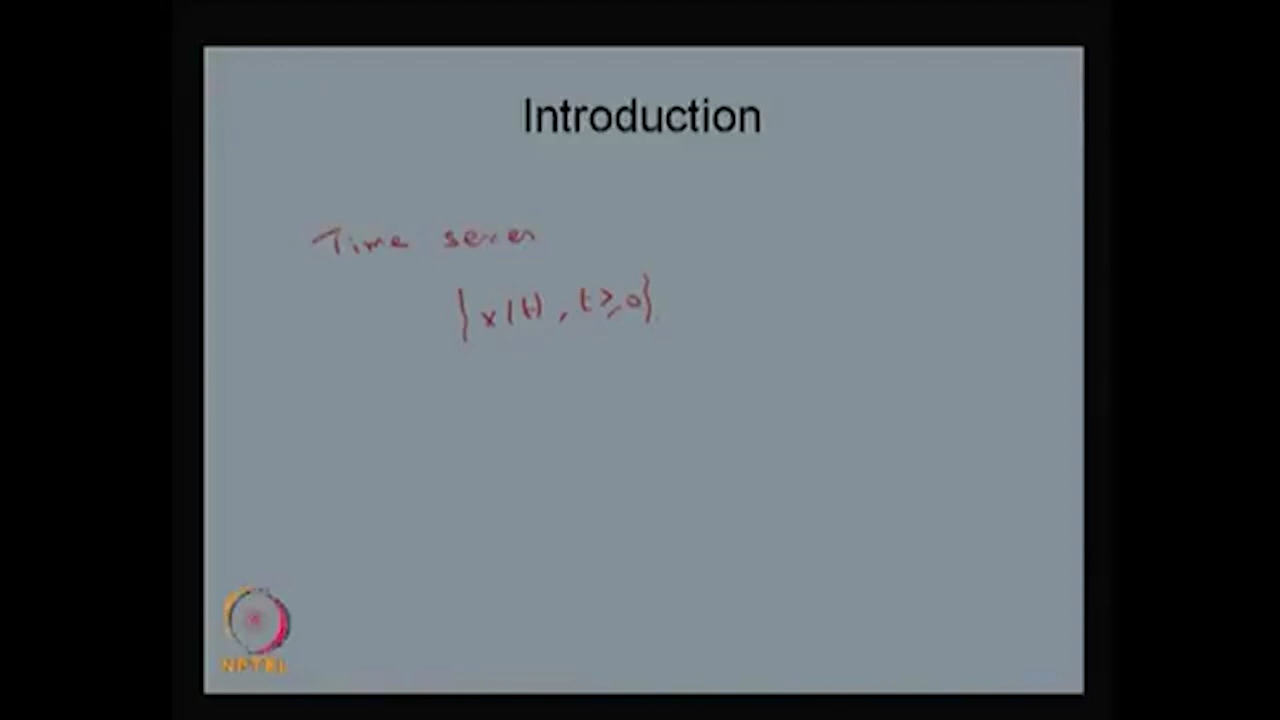 Introduction
Time series
{x(t), t≥0}
NPTEL